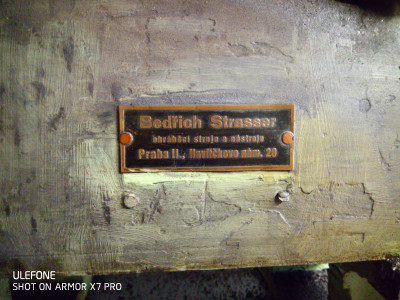 Bedřich Strasser
obráběcí stroje a nástroje
Praha II., Havlíčkovo nám. 20
ULEFONE
SHOT ON ARMOR X7 PRO